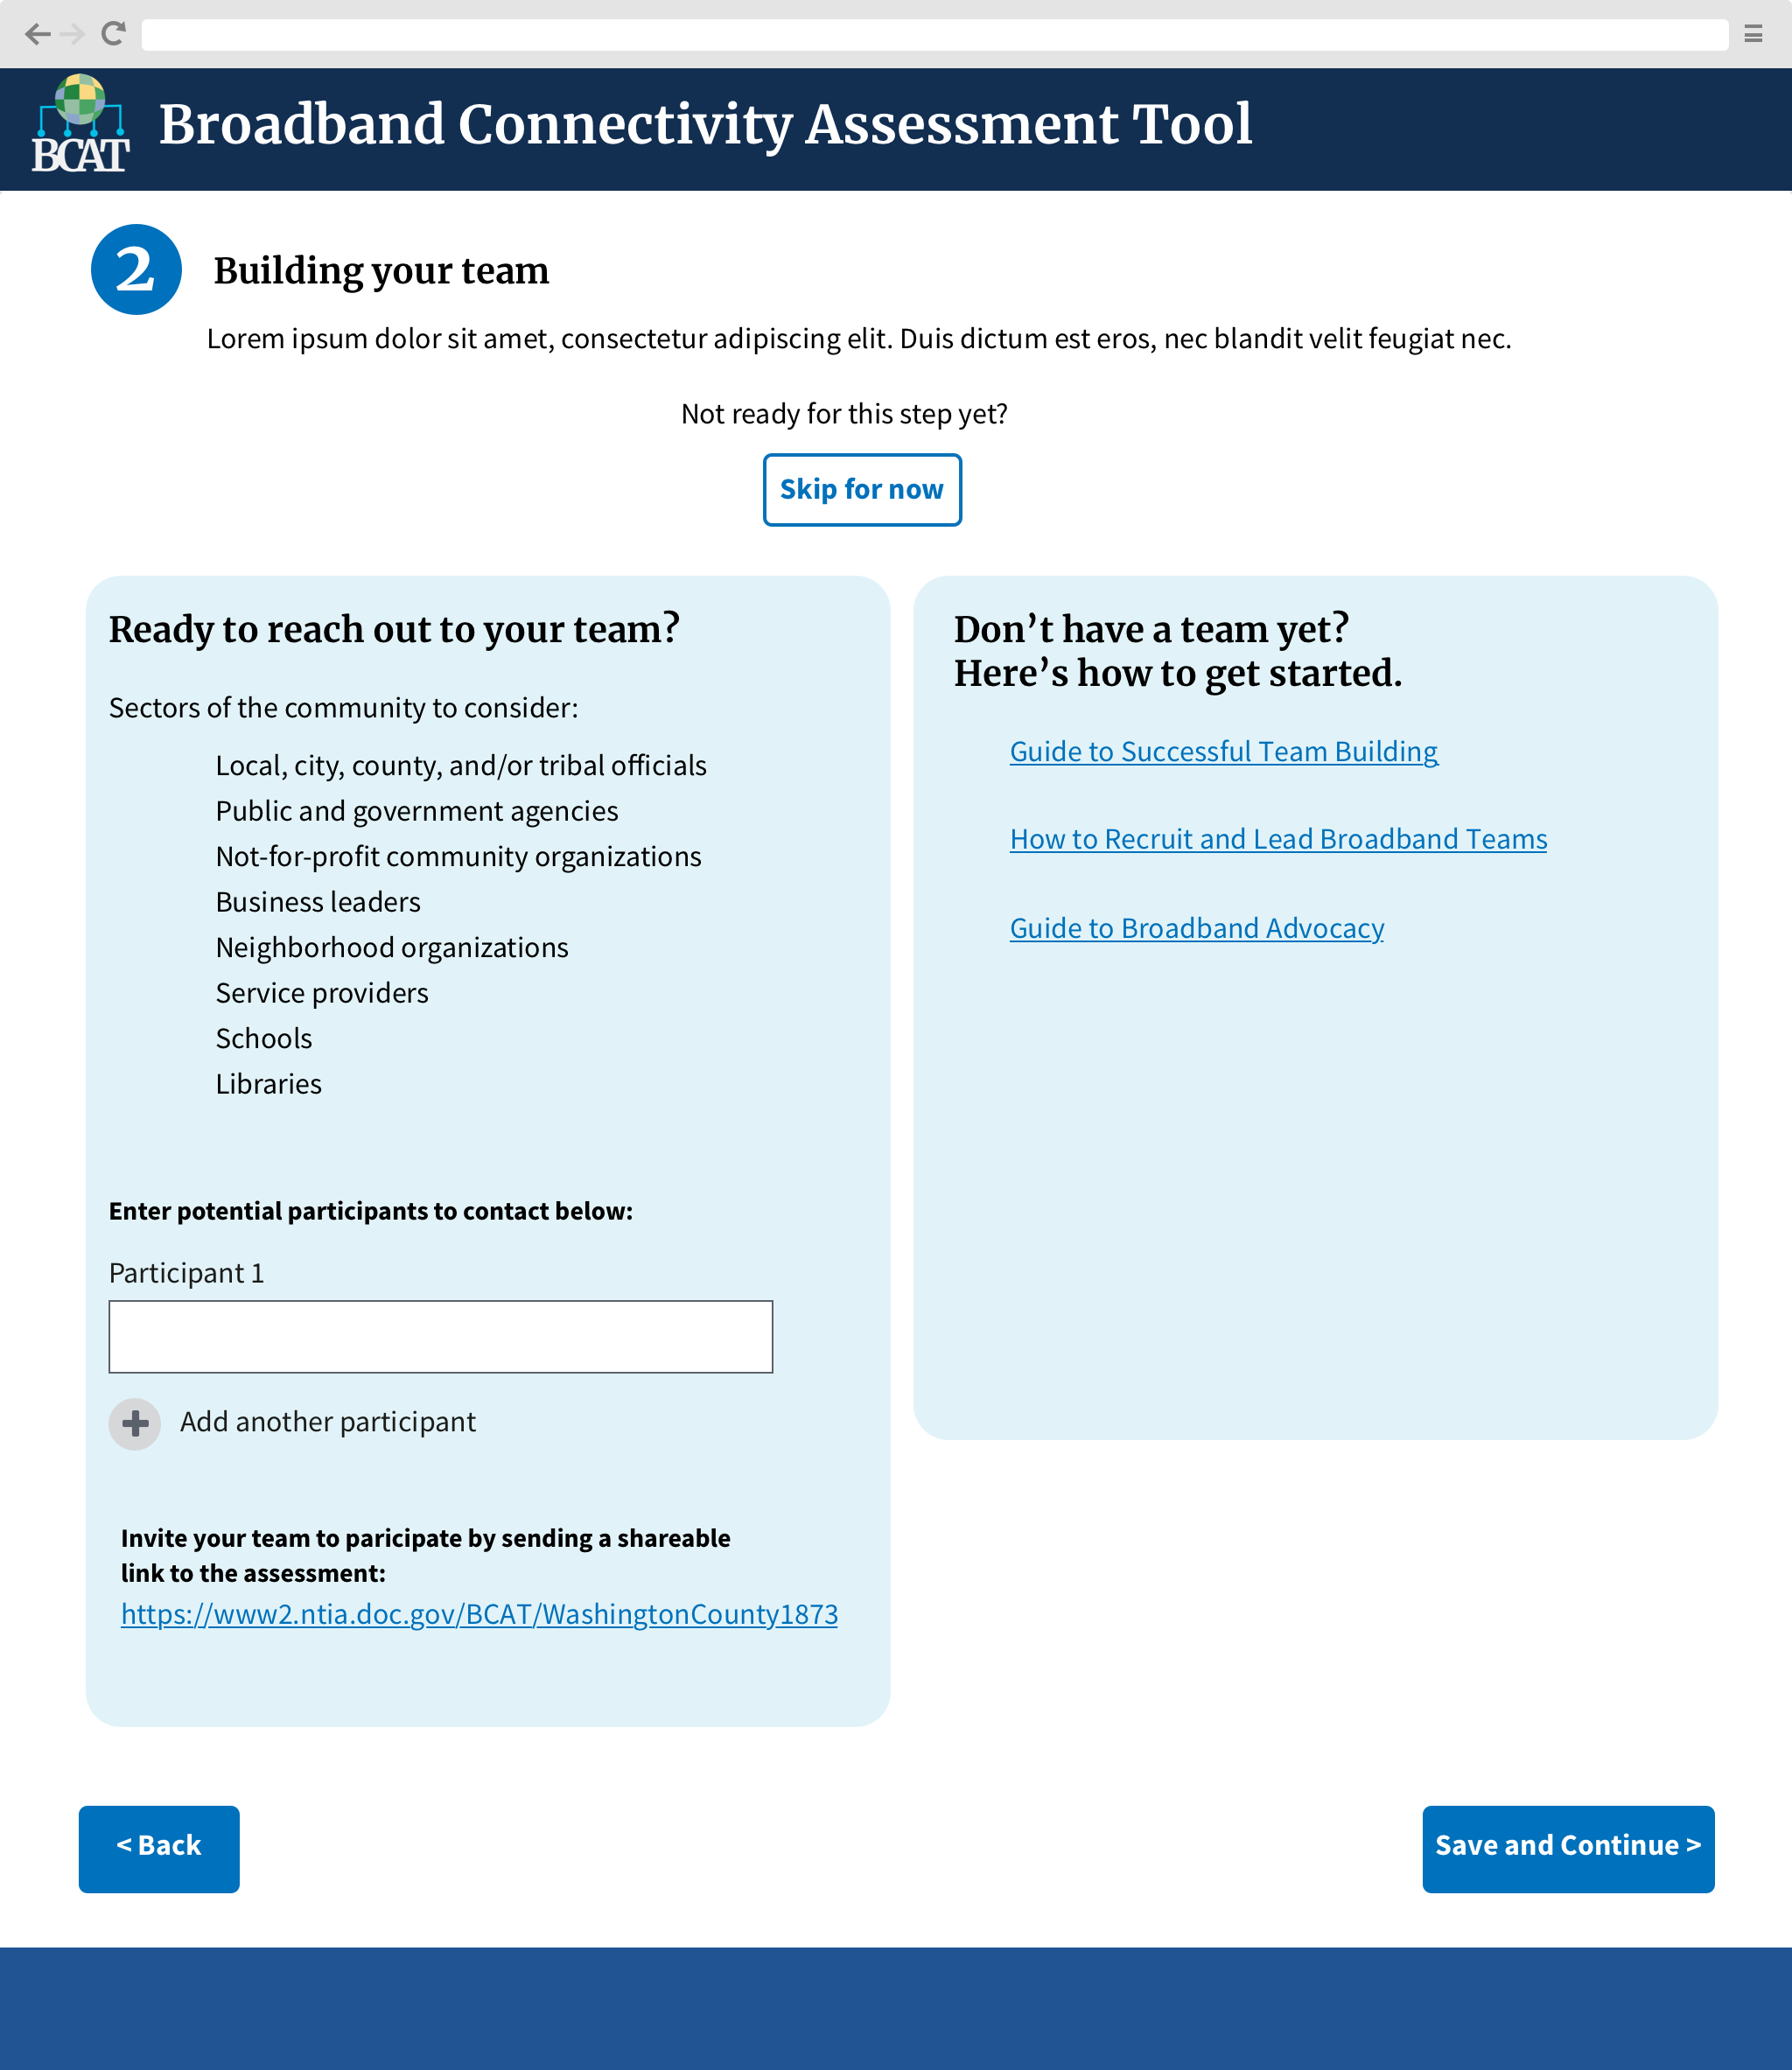 BCAT
Broadband Connectivity Assessment Tool
2
Building your team
Lorem ipsum dolor sit amet, consectetur adipiscing elit. Duis dictum est eros, nec blandit velit feugiat nec.
Not ready for this step yet?
Skip for now
Ready to reach out to your team?
Sectors of the community to consider:
Local, city, county, and/or tribal officials
Public and government agencies
Not-for-profit community organizations
Business leaders
Neighborhood organizations
Service providers
Schools
Libraries
Enter potential participants to contact below:
Participant 1
Add another participant
Invite your team to paricipate by sending a shareable
link to the assessment:
https://www2.ntia.doc.gov/BCAT/WashingtonCounty1873
Don’t have a team yet?
Here’s how to get started.
Guide to Successful Team Building
How to Recruit and Lead Broadband Teams
Guide to Broadband Advocacy
< Back
Save and Continue >